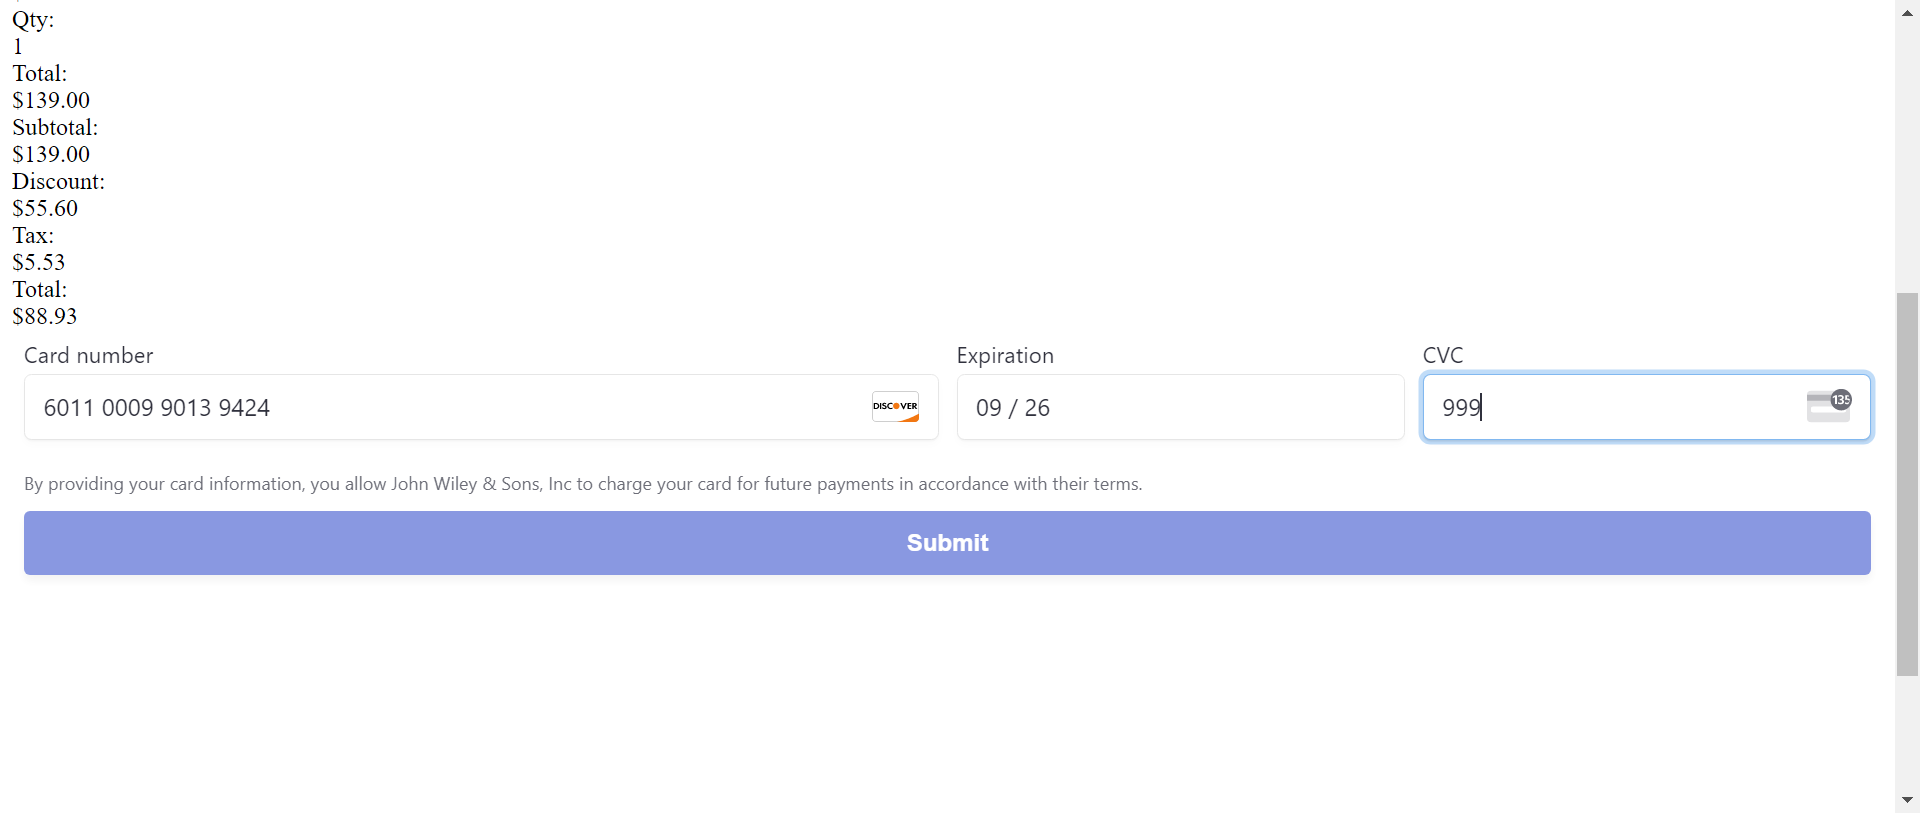 Qty:
1
Total:
$139.00
Subtotal:
$139.00
Discount:
$55.60
Tax:
$5.53
Total:
$88.93
Card number Expiration CVC
6011 0009 9013 9424 DISCOVER 09 / 26 999 135
By providing your card information, you allow John Wiley & Sons, Inc to charge your card for future payments in accordance with their terms.
Submit